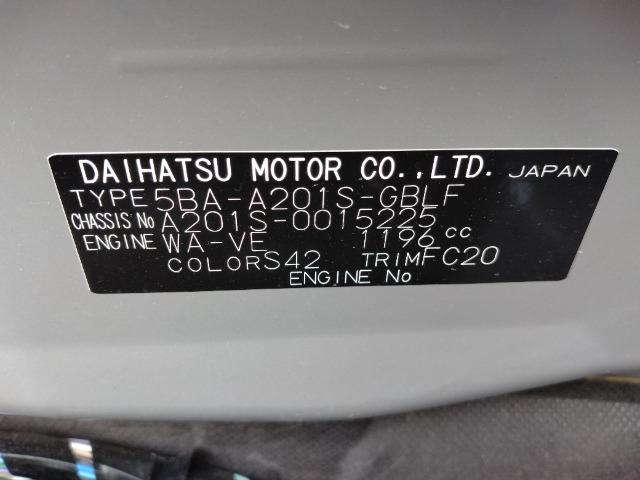 DAIHATSU MOTOR CO.,LTD. JAPAN
TYPE 5BA-A201S-GBLF
CHASSIS No A201S-0015225
ENGINE WA-VE 1196 cc
COLOR S42 TRIM FC20
ENGINE No